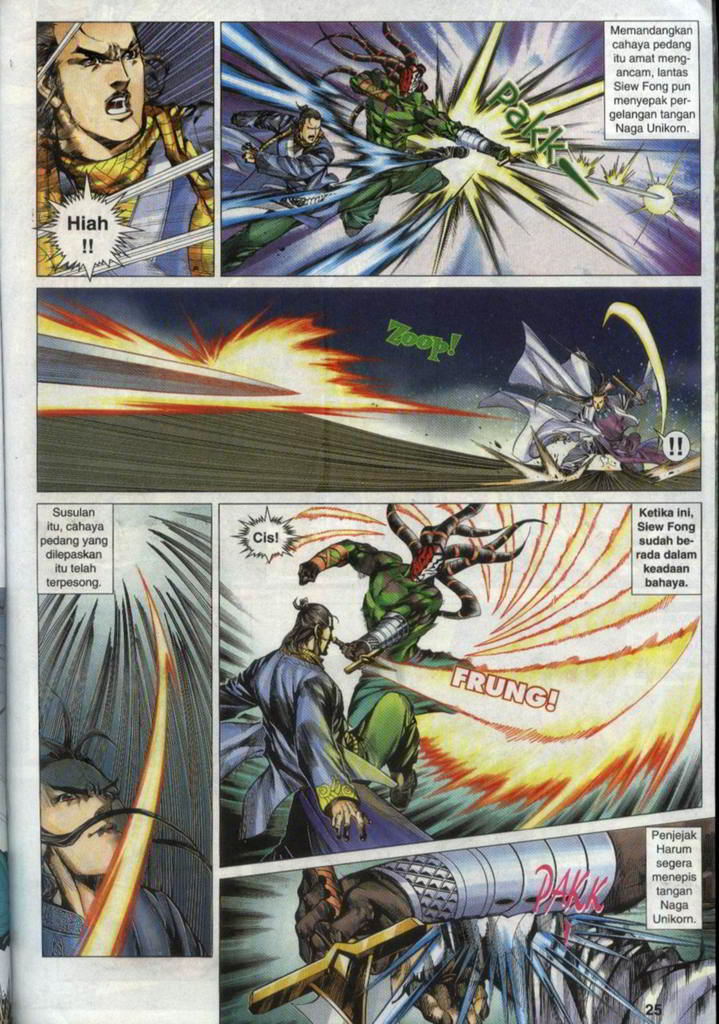 Hiah
!!
Memandangkan
cahaya pedang
itu amat meng-
ancam, lantas
Siew Fong pun
menyepak per-
gelangan tangan
Naga Unikorn.
Pakk!
Zoop!
!!
Susulan
itu, cahaya
pedang yang
dilepaskan
itu telah
terpesong.
Cis!
Ketika ini,
Siew Fong
sudah be-
rada dalam
keadaan
bahaya.
FRUNG!
Penjejak
Harum
segera
menepis
tangan
Naga
Unikorn.
PAKK
!
25